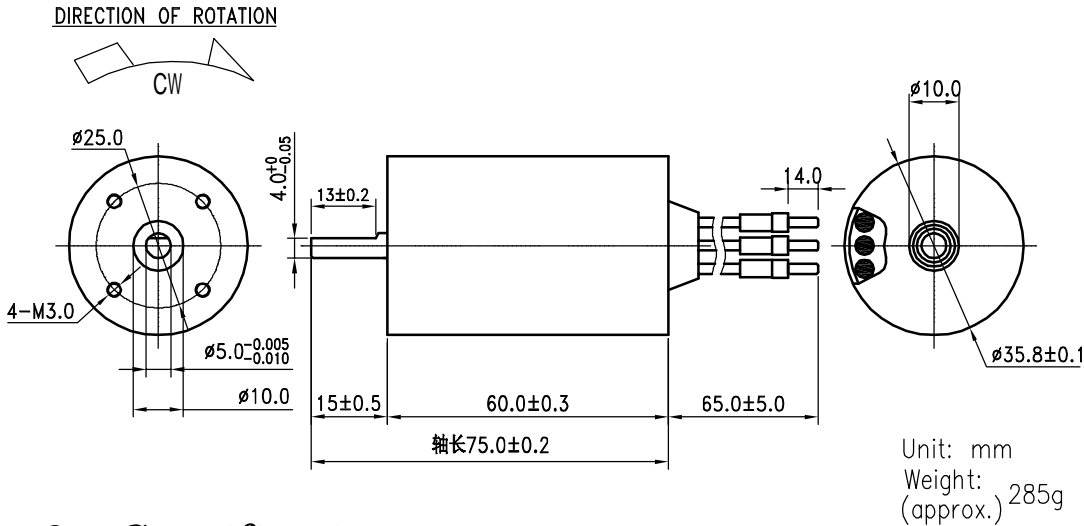 DIRECTION OF ROTATION
CW
ø25.0
4-M3.0
ø5.0-0.005
-0.010
ø10.0
4.0+0
-0.05
13±0.2
14.0
15±0.5
60.0±0.3
65.0±5.0
轴长75.0±0.2
ø10.0
ø35.8±0.1
Unit: mm
Weight:
(approx.) 285g